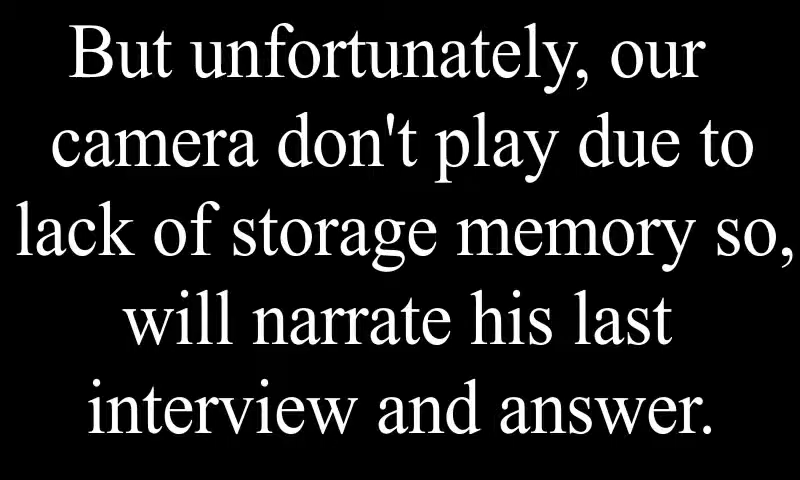 But unfortunately, our
camera don't play due to
lack of storage memory so,
will narrate his last
interview and answer.